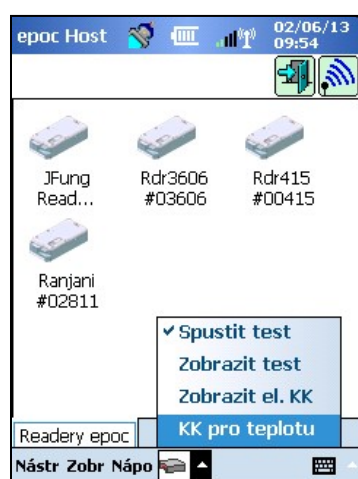 epoc Host
02/06/13
09:54
JFung
Read...
Rdr3606
#03606
Rdr415
#00415
Ranjani
#02811
Spustit test
Zobrazit test
Zobrazit el. KK
KK pro teplotu
Readery epoc
Nástr Zobr Nápo